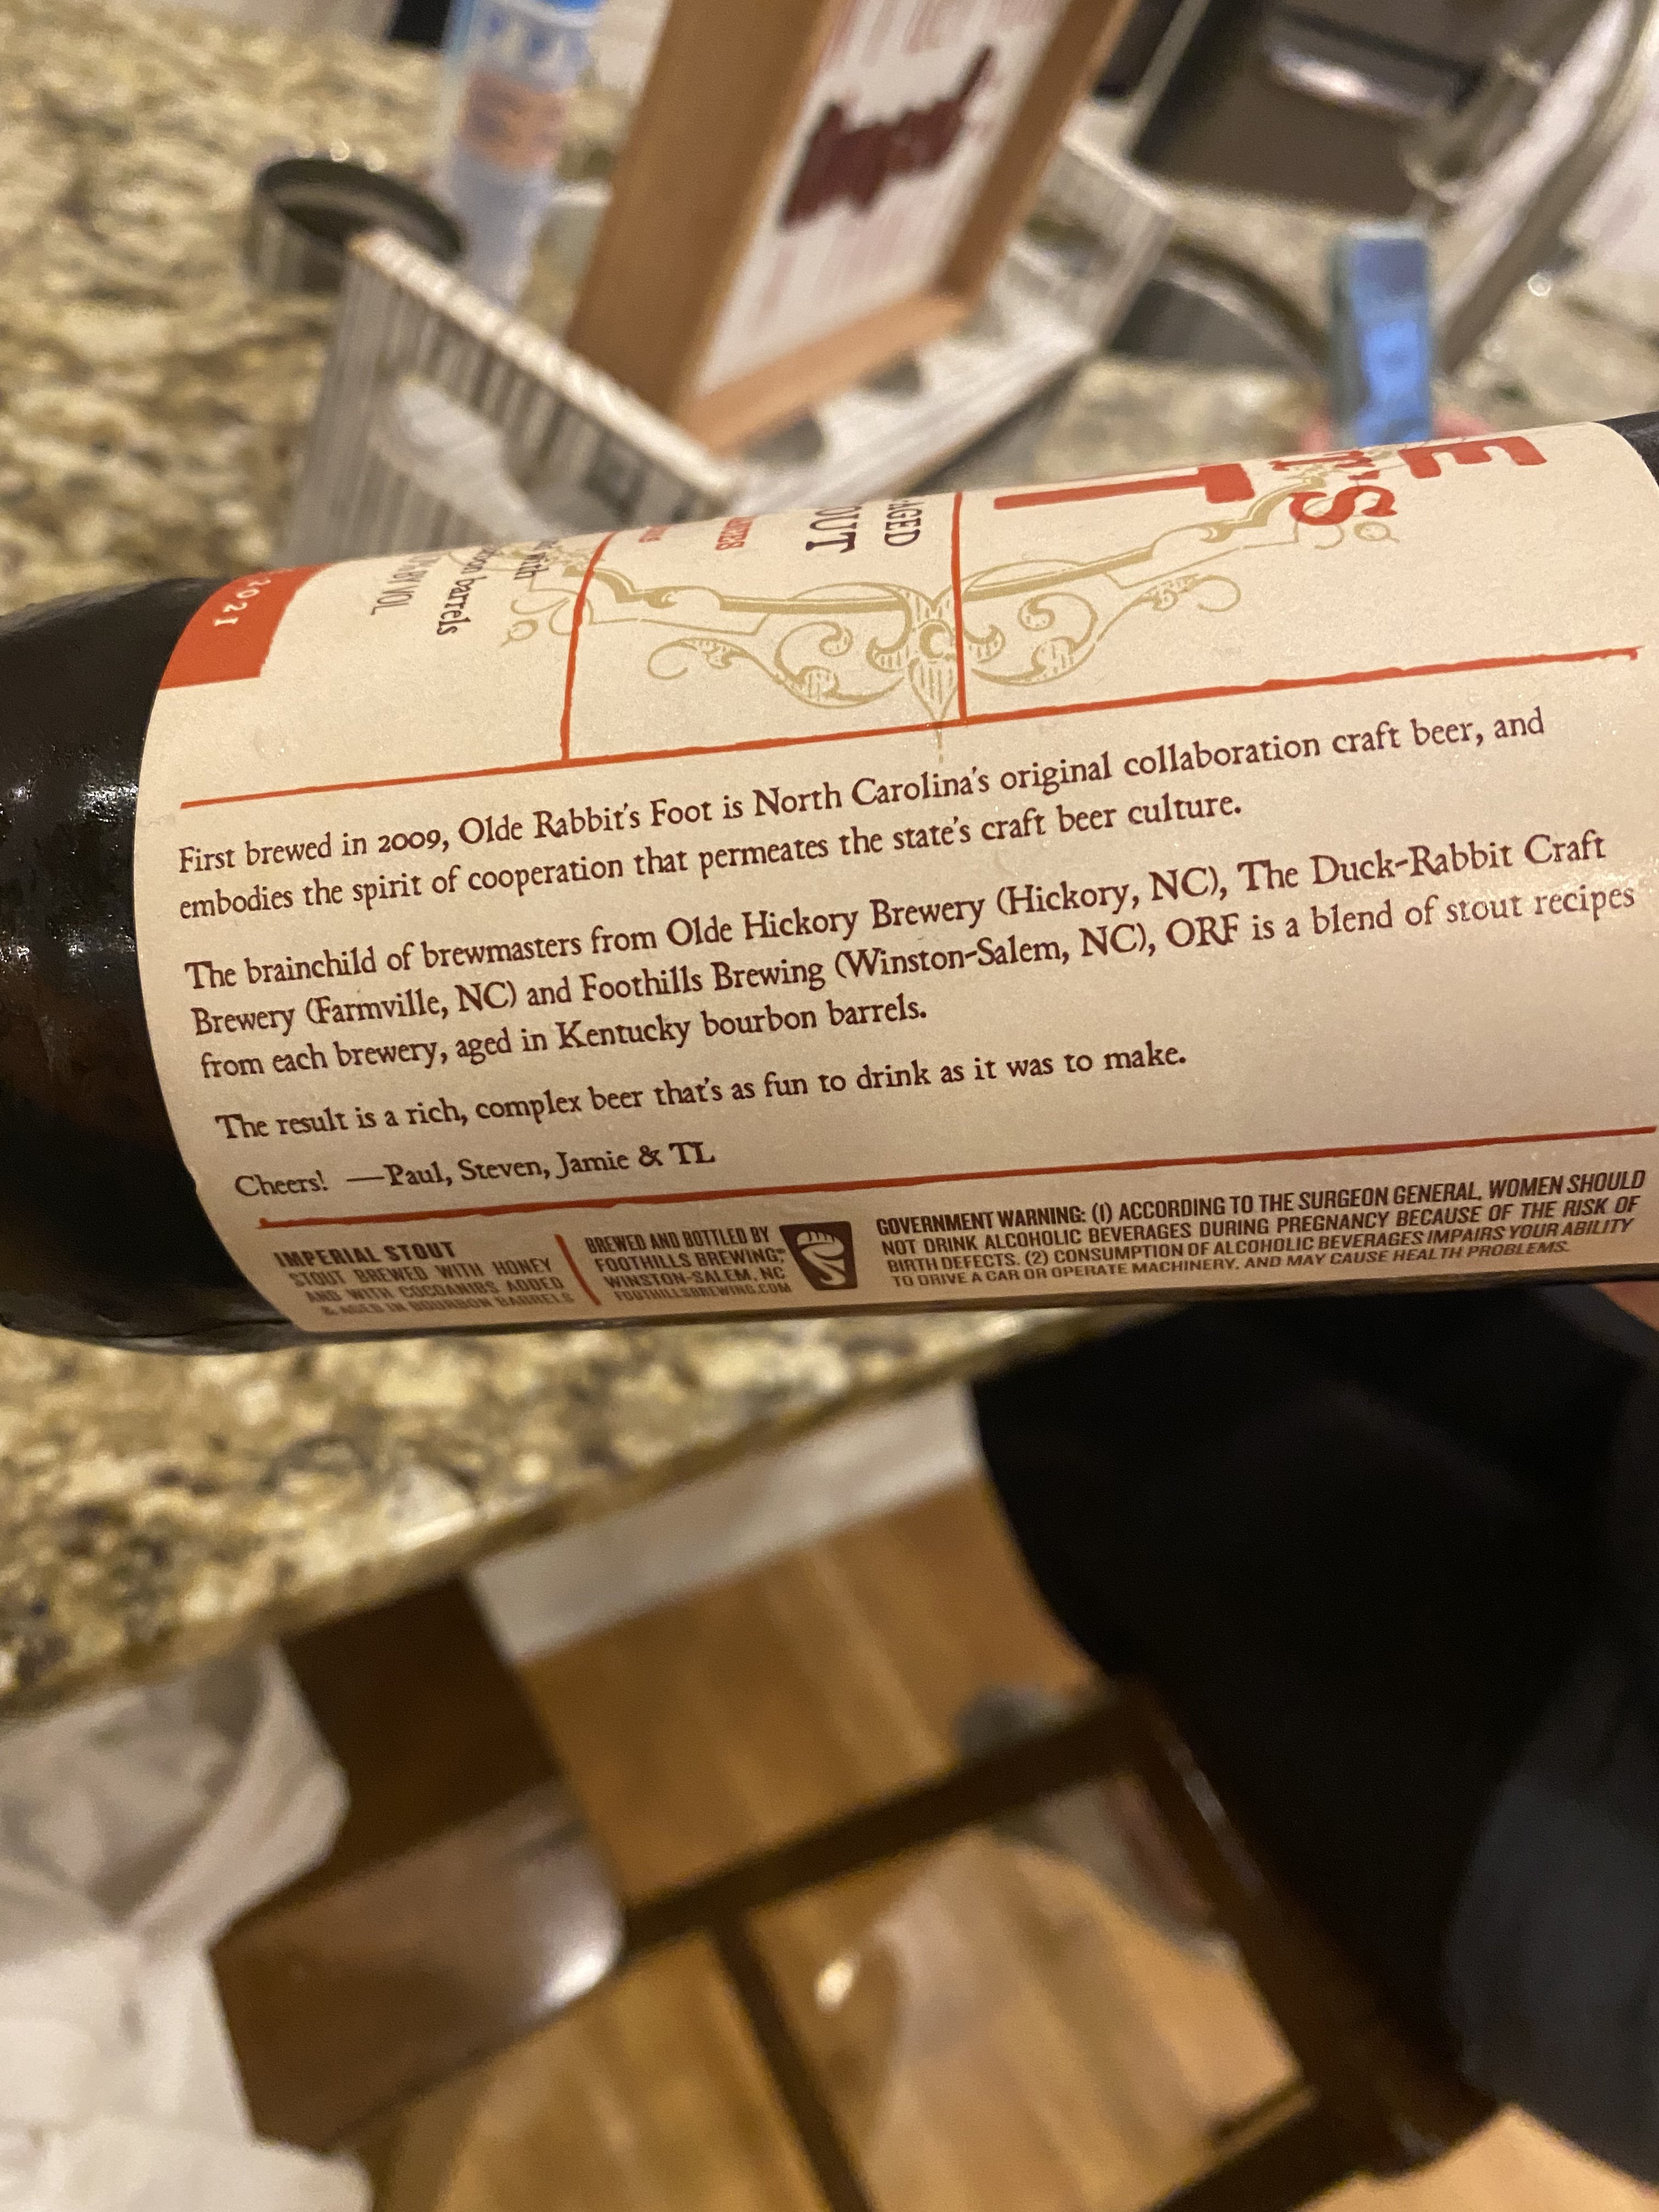 E
T'S
T
AGED
OUT
with
barrels
BY VOL
2021
First brewed in 2009, Olde Rabbit's Foot is North Carolina's original collaboration craft beer, and
embodies the spirit of cooperation that permeates the state's craft beer culture.
The brainchild of brewmasters from Olde Hickory Brewery (Hickory, NC), The Duck-Rabbit Craft
Brewery (Farmville, NC) and Foothills Brewing (Winston-Salem, NC), ORF is a blend of stout recipes
from each brewery, aged in Kentucky bourbon barrels.
The result is a rich, complex beer that's as fun to drink as it was to make.
Cheers! —Paul, Steven, Jamie & TL
IMPERIAL STOUT
STOUT BREWED WITH HONEY
AND WITH COCOANIBS ADDED
& AGED IN BOURBON BARRELS
BREWED AND BOTTLED BY
FOOTHILLS BREWING,
WINSTON-SALEM, NC
FOOTHILLSBREWING.COM
GOVERNMENT WARNING: (1) ACCORDING TO THE SURGEON GENERAL, WOMEN SHOULD
NOT DRINK ALCOHOLIC BEVERAGES DURING PREGNANCY BECAUSE OF THE RISK OF
BIRTH DEFECTS. (2) CONSUMPTION OF ALCOHOLIC BEVERAGES IMPAIRS YOUR ABILITY
TO DRIVE A CAR OR OPERATE MACHINERY, AND MAY CAUSE HEALTH PROBLEMS.